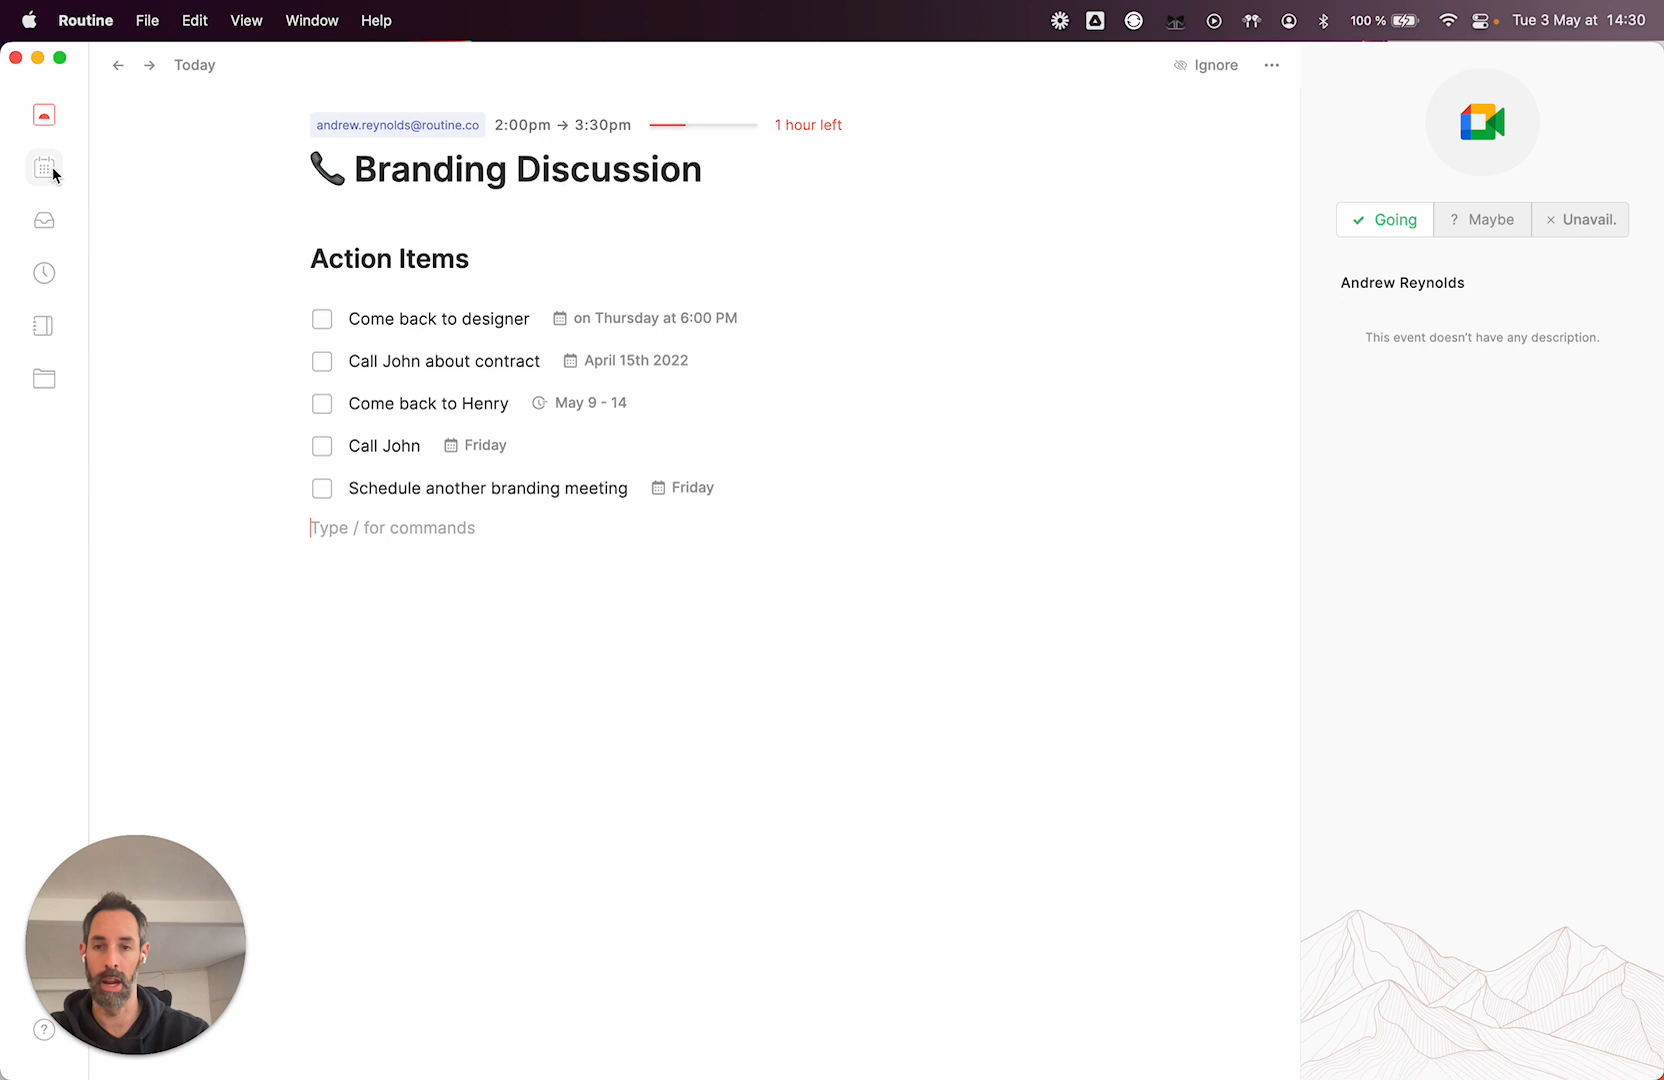 Routine File Edit View Window Help 100 % Tue 3 May at 14:30
Today Ignore
andrew.reynolds@routine.co 2:00pm → 3:30pm 1 hour left
Branding Discussion
Action Items
Come back to designer on Thursday at 6:00 PM
Call John about contract April 15th 2022
Come back to Henry May 9 - 14
Call John Friday
Schedule another branding meeting Friday
Type / for commands
Going ? Maybe × Unavail.
Andrew Reynolds
This event doesn't have any description.
?